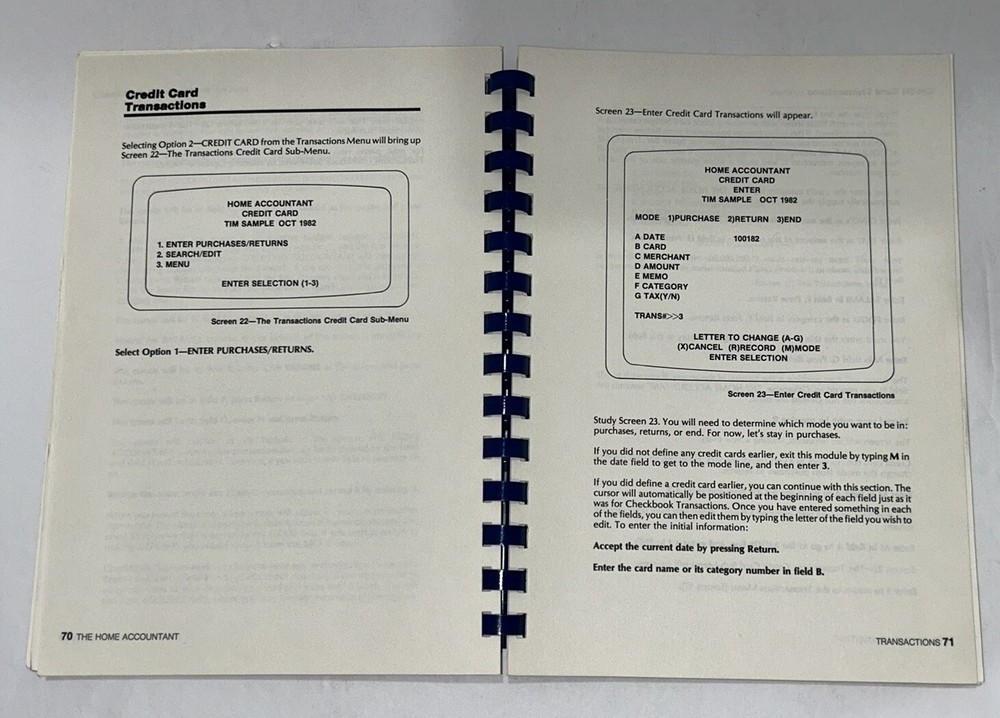 Credit Card
Transactions
Selecting Option 2—CREDIT CARD from the Transactions Menu will bring up
Screen 22—The Transactions Credit Card Sub-Menu.
HOME ACCOUNTANT
CREDIT CARD
TIM SAMPLE OCT 1982
1. ENTER PURCHASES/RETURNS
2. SEARCH/EDIT
3. MENU
ENTER SELECTION (1-3)
Screen 22—The Transactions Credit Card Sub-Menu
Select Option 1—ENTER PURCHASES/RETURNS.
70 THE HOME ACCOUNTANT
Screen 23—Enter Credit Card Transactions will appear.
HOME ACCOUNTANT
CREDIT CARD
ENTER
TIM SAMPLE OCT 1982
MODE 1)PURCHASE 2)RETURN 3)END
A DATE 100182
B CARD
C MERCHANT
D AMOUNT
E MEMO
F CATEGORY
G TAX(Y/N)
TRANS#>>3
LETTER TO CHANGE (A-G)
(X)CANCEL (R)RECORD (M)MODE
ENTER SELECTION
Screen 23—Enter Credit Card Transactions
Study Screen 23. You will need to determine which mode you want to be in:
purchases, returns, or end. For now, let's stay in purchases.
If you did not define any credit cards earlier, exit this module by typing M in
the date field to get to the mode line, and then enter 3.
If you did define a credit card earlier, you can continue with this section. The
cursor will automatically be positioned at the beginning of each field just as it
was for Checkbook Transactions. Once you have entered something in each
of the fields, you can then edit them by typing the letter of the field you wish to
edit. To enter the initial information:
Accept the current date by pressing Return.
Enter the card name or its category number in field B.
TRANSACTIONS 71